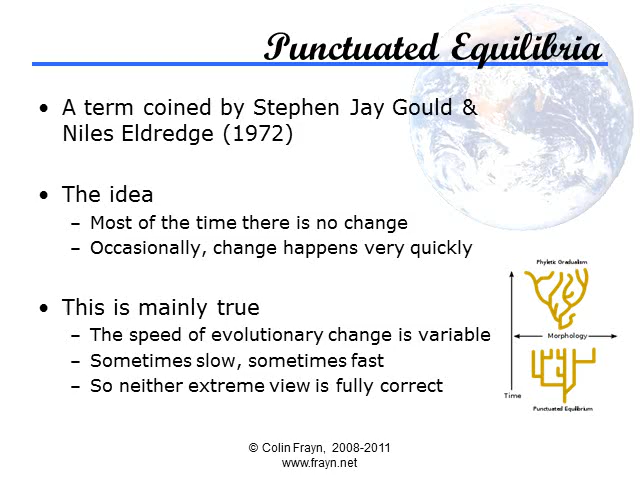 Punctuated Equilibria
• A term coined by Stephen Jay Gould &
Niles Eldredge (1972)
• The idea
– Most of the time there is no change
– Occasionally, change happens very quickly
• This is mainly true
– The speed of evolutionary change is variable
– Sometimes slow, sometimes fast
– So neither extreme view is fully correct
Phyletic Gradualism
Morphology
Time
Punctuated Equilibrium
© Colin Frayn, 2008-2011
www.frayn.net